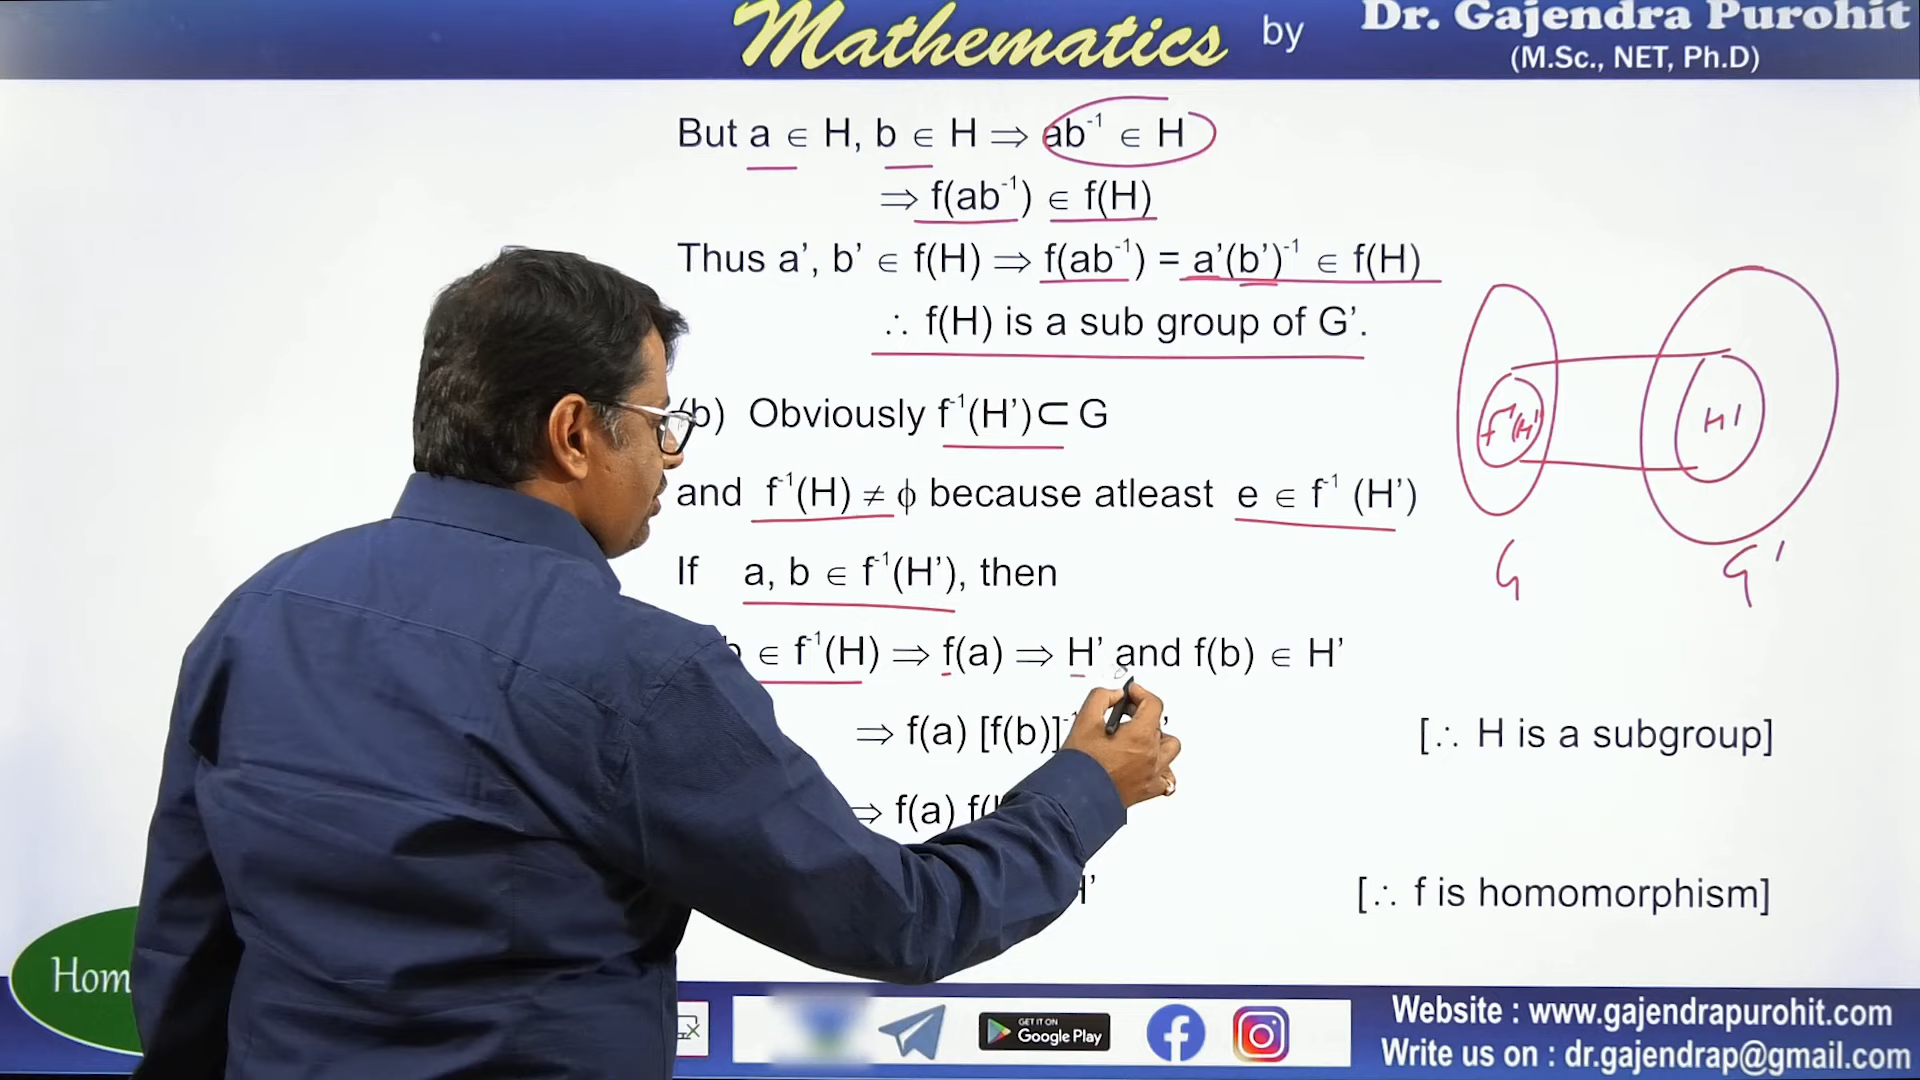 Mathematics by Dr. Gajendra Purohit
(M.Sc., NET, Ph.D)
But a ∈ H, b ∈ H ⇒ ab⁻¹ ∈ H
⇒ f(ab⁻¹) ∈ f(H)
Thus a’, b’ ∈ f(H) ⇒ f(ab⁻¹) = a’(b’)⁻¹ ∈ f(H)
∴ f(H) is a sub group of G’.
(b) Obviously f⁻¹(H’) ⊂ G
and f⁻¹(H) ≠ ϕ because atleast e ∈ f⁻¹ (H’)
f⁻¹(H') H'
G G'
If a, b ∈ f⁻¹(H’), then
∈ f⁻¹(H) ⇒ f(a) ⇒ H’ and f(b) ∈ H’
⇒ f(a) [f(b)]⁻¹ [∴ H is a subgroup]
⇒ f(a)
H’ [∴ f is homomorphism]
GET IT ON
Google Play
Website : www.gajendrapurohit.com
Write us on : dr.gajendrap@gmail.com